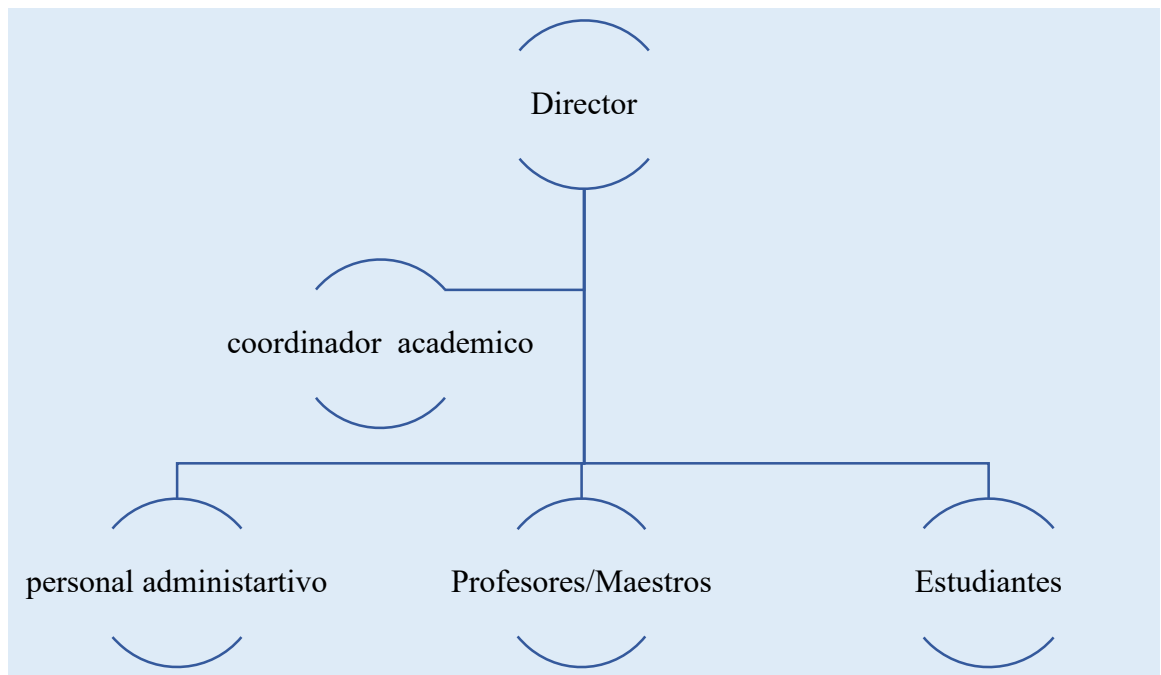 Director
coordinador  academico
personal administartivo
Profesores/Maestros
Estudiantes